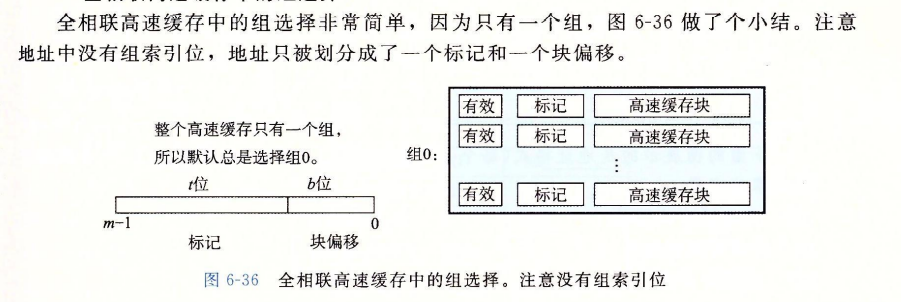 全相联高速缓存中的组选择非常简单，因为只有一个组，图 6-36 做了个小结。注意
地址中没有组索引位，地址只被划分成了一个标记和一个块偏移。
整个高速缓存只有一个组，
所以默认总是选择组0。
t位 b位
m-1 0
标记 块偏移
组0：
有效 标记 高速缓存块
有效 标记 高速缓存块
⋮
有效 标记 高速缓存块
图 6-36 全相联高速缓存中的组选择。注意没有组索引位